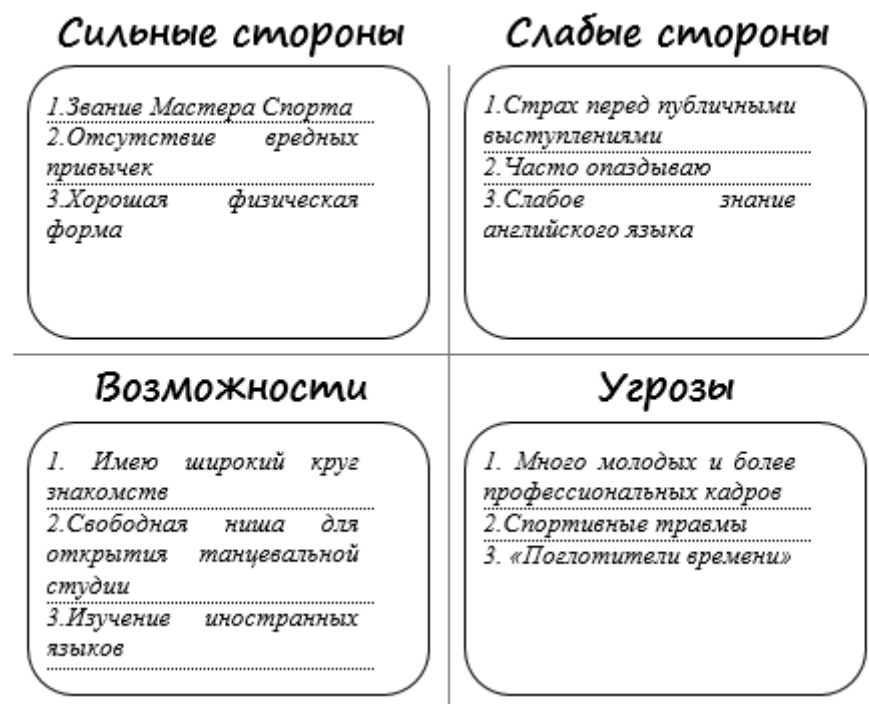 Сильные стороны
1.Звание Мастера Спорта
2.Отсутствие вредных
привычек
3.Хорошая физическая
форма
Слабые стороны
1.Страх перед публичными
выступлениями
2.Часто опаздываю
3.Слабое знание
английского языка
Возможности
1. Имею широкий круг
знакомств
2.Свободная ниша для
открытия танцевальной
студии
3.Изучение иностранных
языков
Угрозы
1. Много молодых и более
профессиональных кадров
2.Спортивные травмы
3. «Поглотители времени»